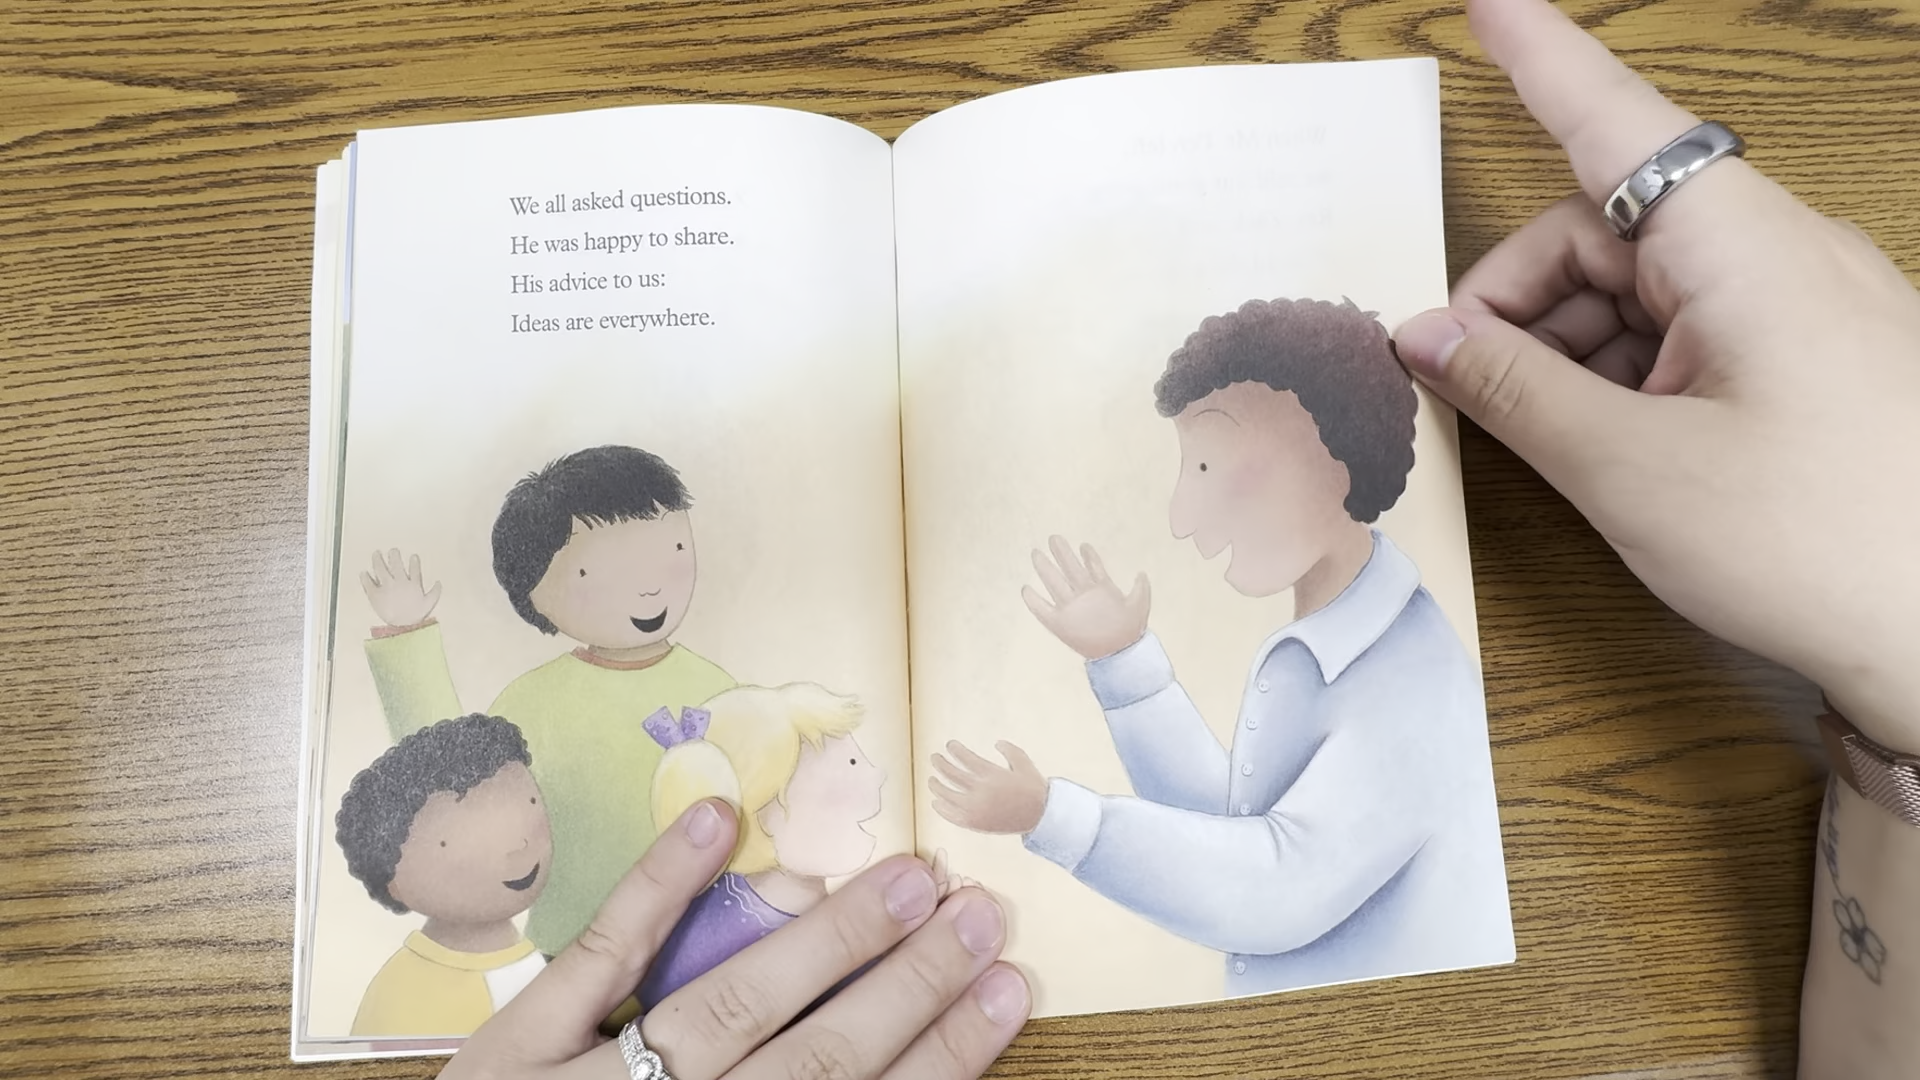 We all asked questions.
He was happy to share.
His advice to us:
Ideas are everywhere.